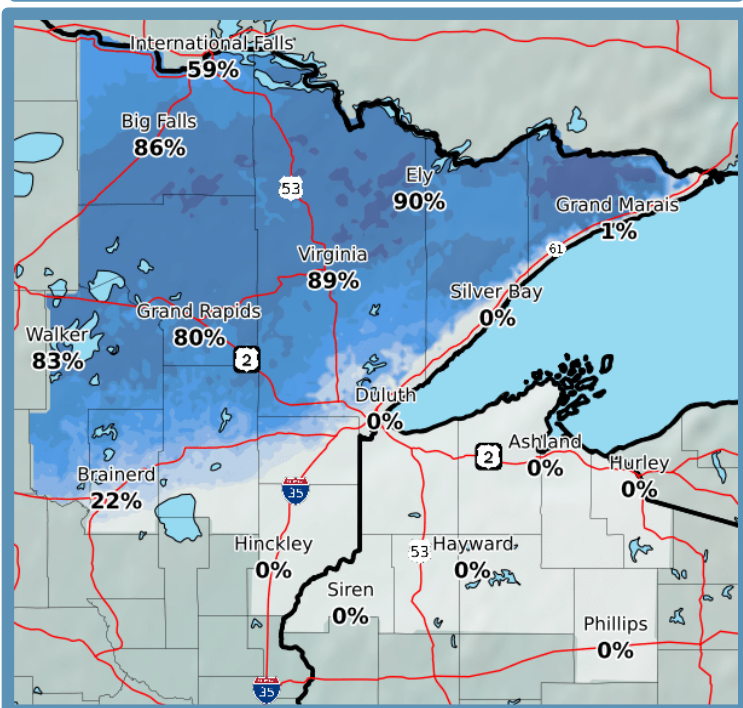 International Falls
59%
Big Falls
86%
53
Ely
90%
Grand Marais
1%
61
Virginia
89%
Silver Bay
0%
Grand Rapids
80%
Walker
83%
2
Duluth
0%
Ashland
0%
2
Hurley
0%
Brainerd
22%
35
Hinckley
0%
53
Hayward
0%
Siren
0%
Phillips
0%
35